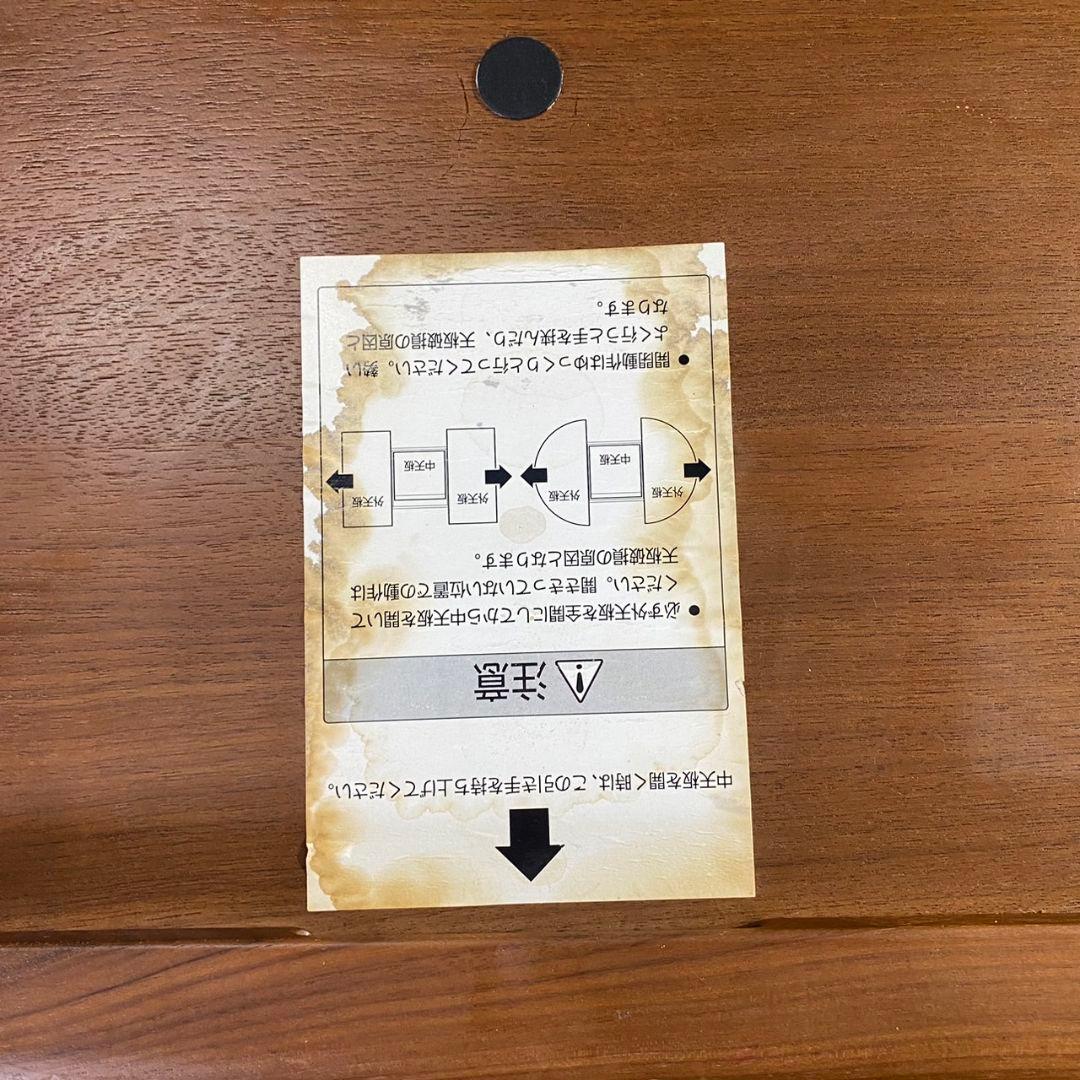 中天板を開く時は、この引き手を持ち上げてください。
注意
●必ず外天板を全開にしてから中天板を開いて
ください。開ききっていない位置での動作は
天板破損の原因となります。
外天板 中天板 外天板
外天板 中天板 外天板
●開閉動作はゆっくりと行ってください。勢い
よく行うと手を挟んだり、天板破損の原因と
なります。